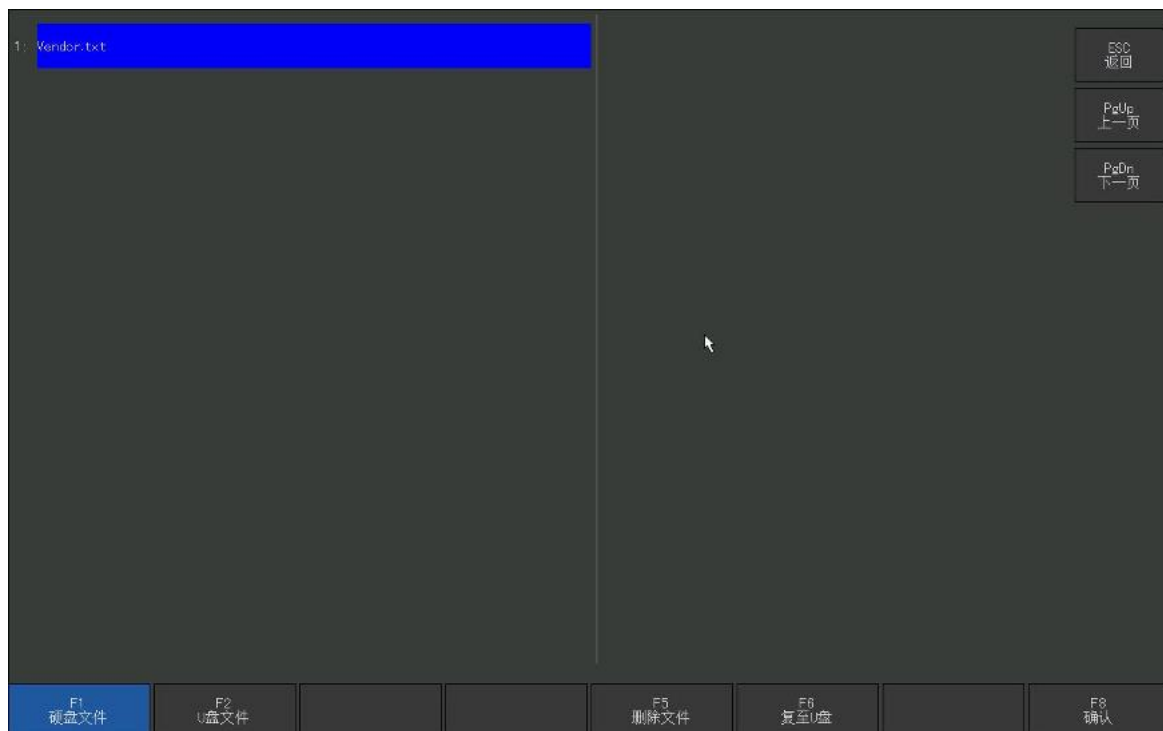 1: Vendor.txt
ESC
返回
PgUp
上一页
PgDn
下一页
F1
硬盘文件
F2
U盘文件
F5
删除文件
F6
复至U盘
F8
确认